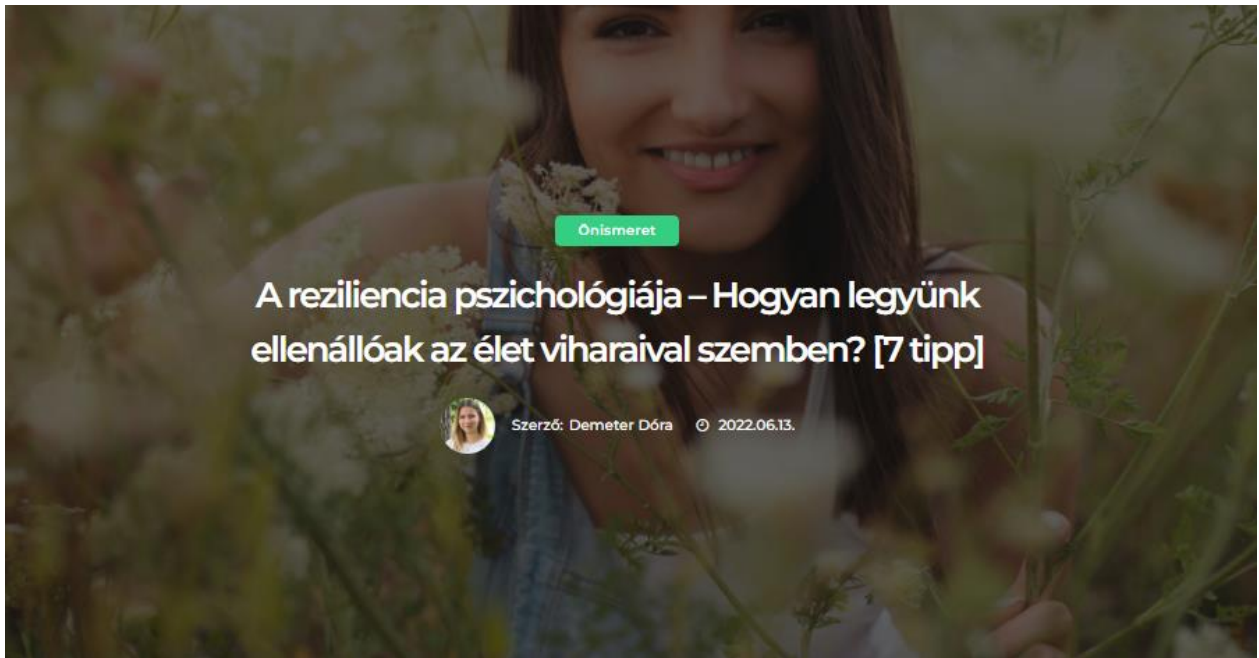 Önismeret
A reziliencia pszichológiája – Hogyan legyünk
ellenállóak az élet viharaival szemben? [7 tipp]
Szerző: Demeter Dóra 2022.06.13.